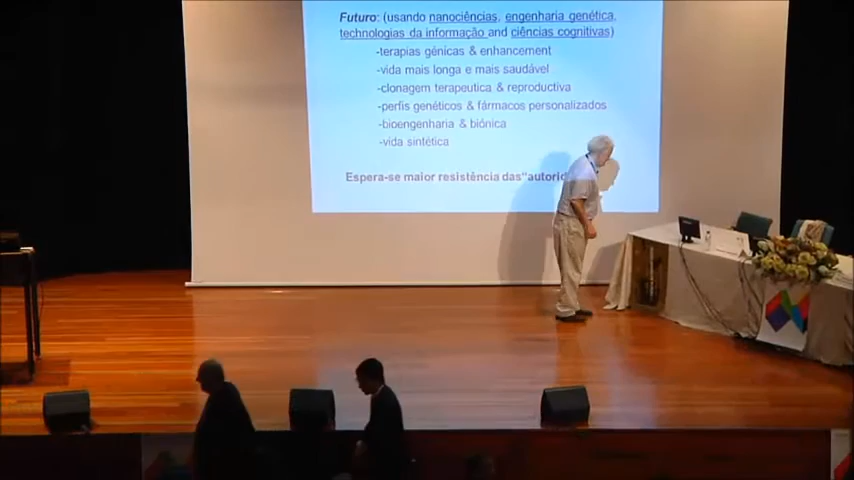 Futuro: (usando nanociências, engenharia genética,
technologias da informação and ciências cognitivas)
-terapias génicas & enhancement
-vida mais longa e mais saudável
-clonagem terapeutica & reproductiva
-perfis genéticos & fármacos personalizados
-bioengenharia & biónica
-vida sintética
Espera-se maior resistência das "autorid